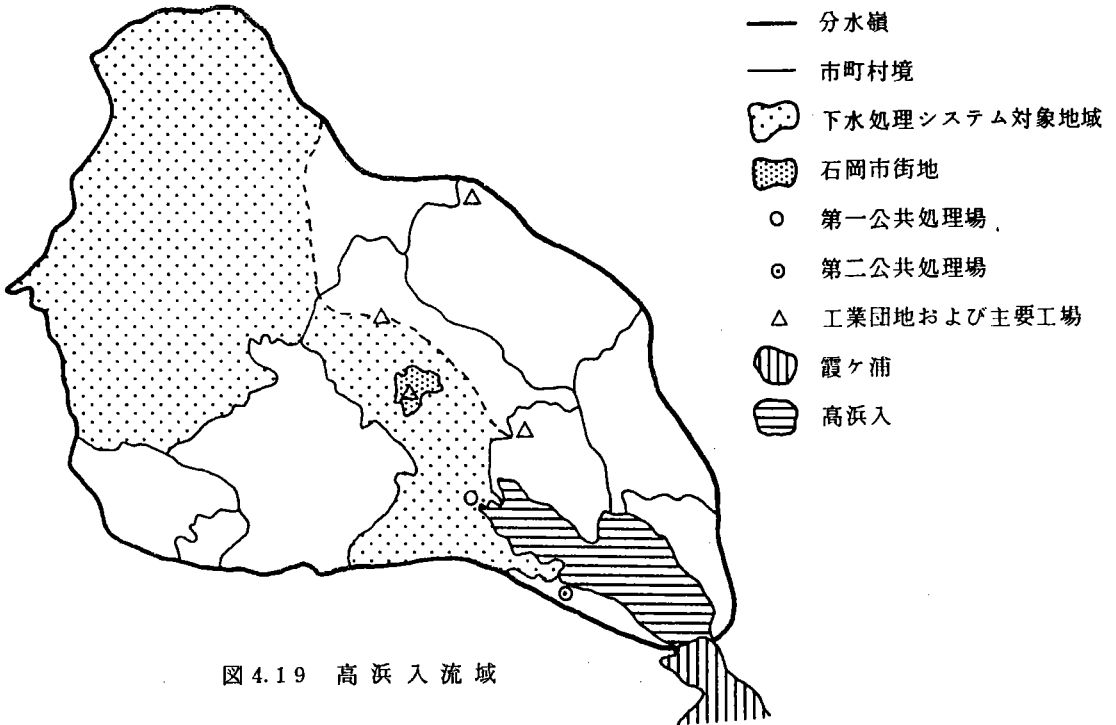 分水嶺
市町村境
下水処理システム対象地域
石岡市街地
第一公共処理場
第二公共処理場
工業団地および主要工場
霞ケ浦
高浜入
図4.19 高浜入流域